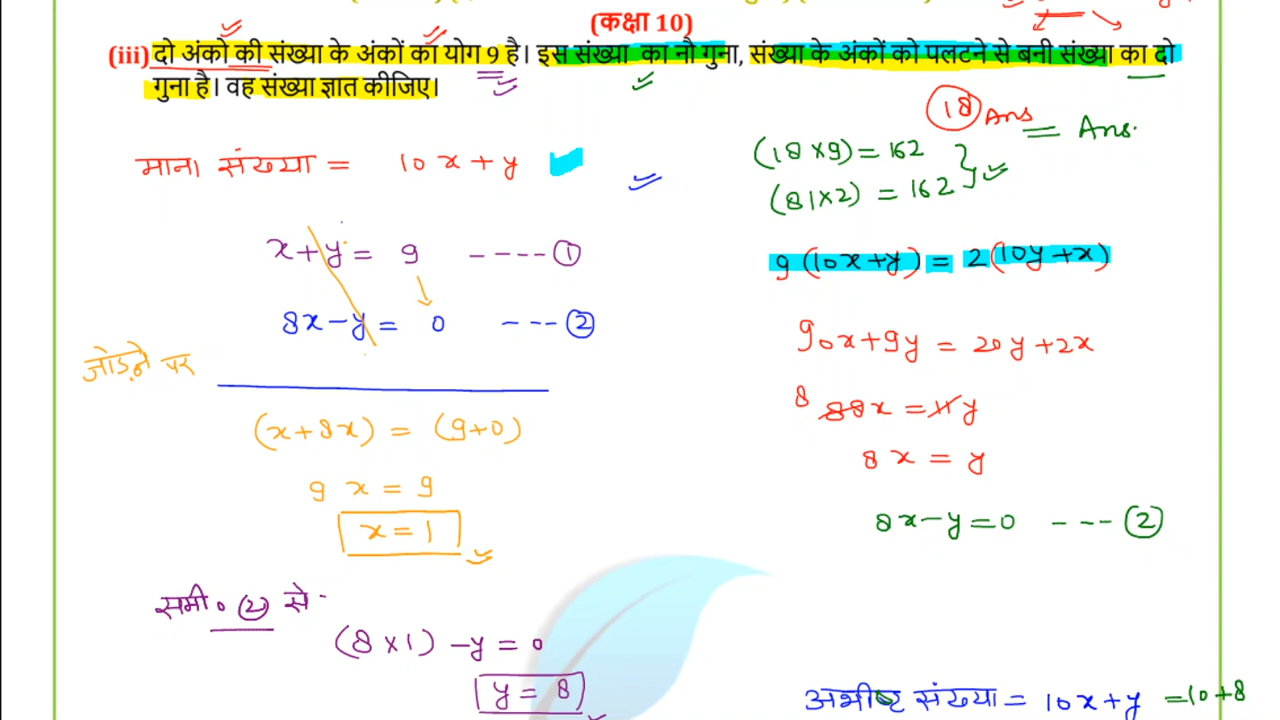 (कक्षा 10)
(iii) दो अंको की संख्या के अंकों का योग 9 है। इस संख्या का नौ गुना, संख्या के अंकों को पलटने से बनी संख्या का दो
गुना है। वह संख्या ज्ञात कीजिए।
18 Ans
= Ans.
(18×9) = 162
(81×2) = 162
माना संख्या = 10x+y
x+y = 9 ---- ①
8x-y = 0 --- ②
जोड़ने पर
(x+8x) = (9+0)
9x = 9
x = 1
समी० ② से -
(8×1) -y = 0
y = 8
9(10x+y) = 2(10y+x)
90x+9y = 20y+2x
8 88x = 11y
8x = y
8x-y=0 --- ②
अभीष्ट संख्या = 10x+y =10+8